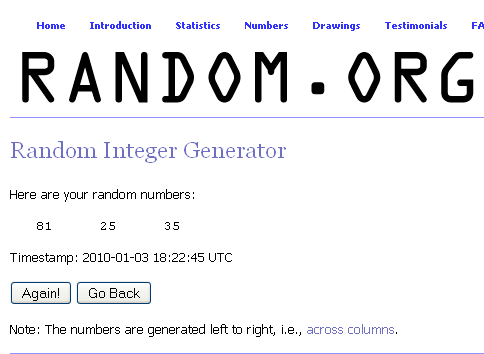 Home Introduction Statistics Numbers Drawings Testimonials FA
RANDOM.ORG
Random Integer Generator
Here are your random numbers:
81 25 35
Timestamp: 2010-01-03 18:22:45 UTC
Again! Go Back
Note: The numbers are generated left to right, i.e., across columns.